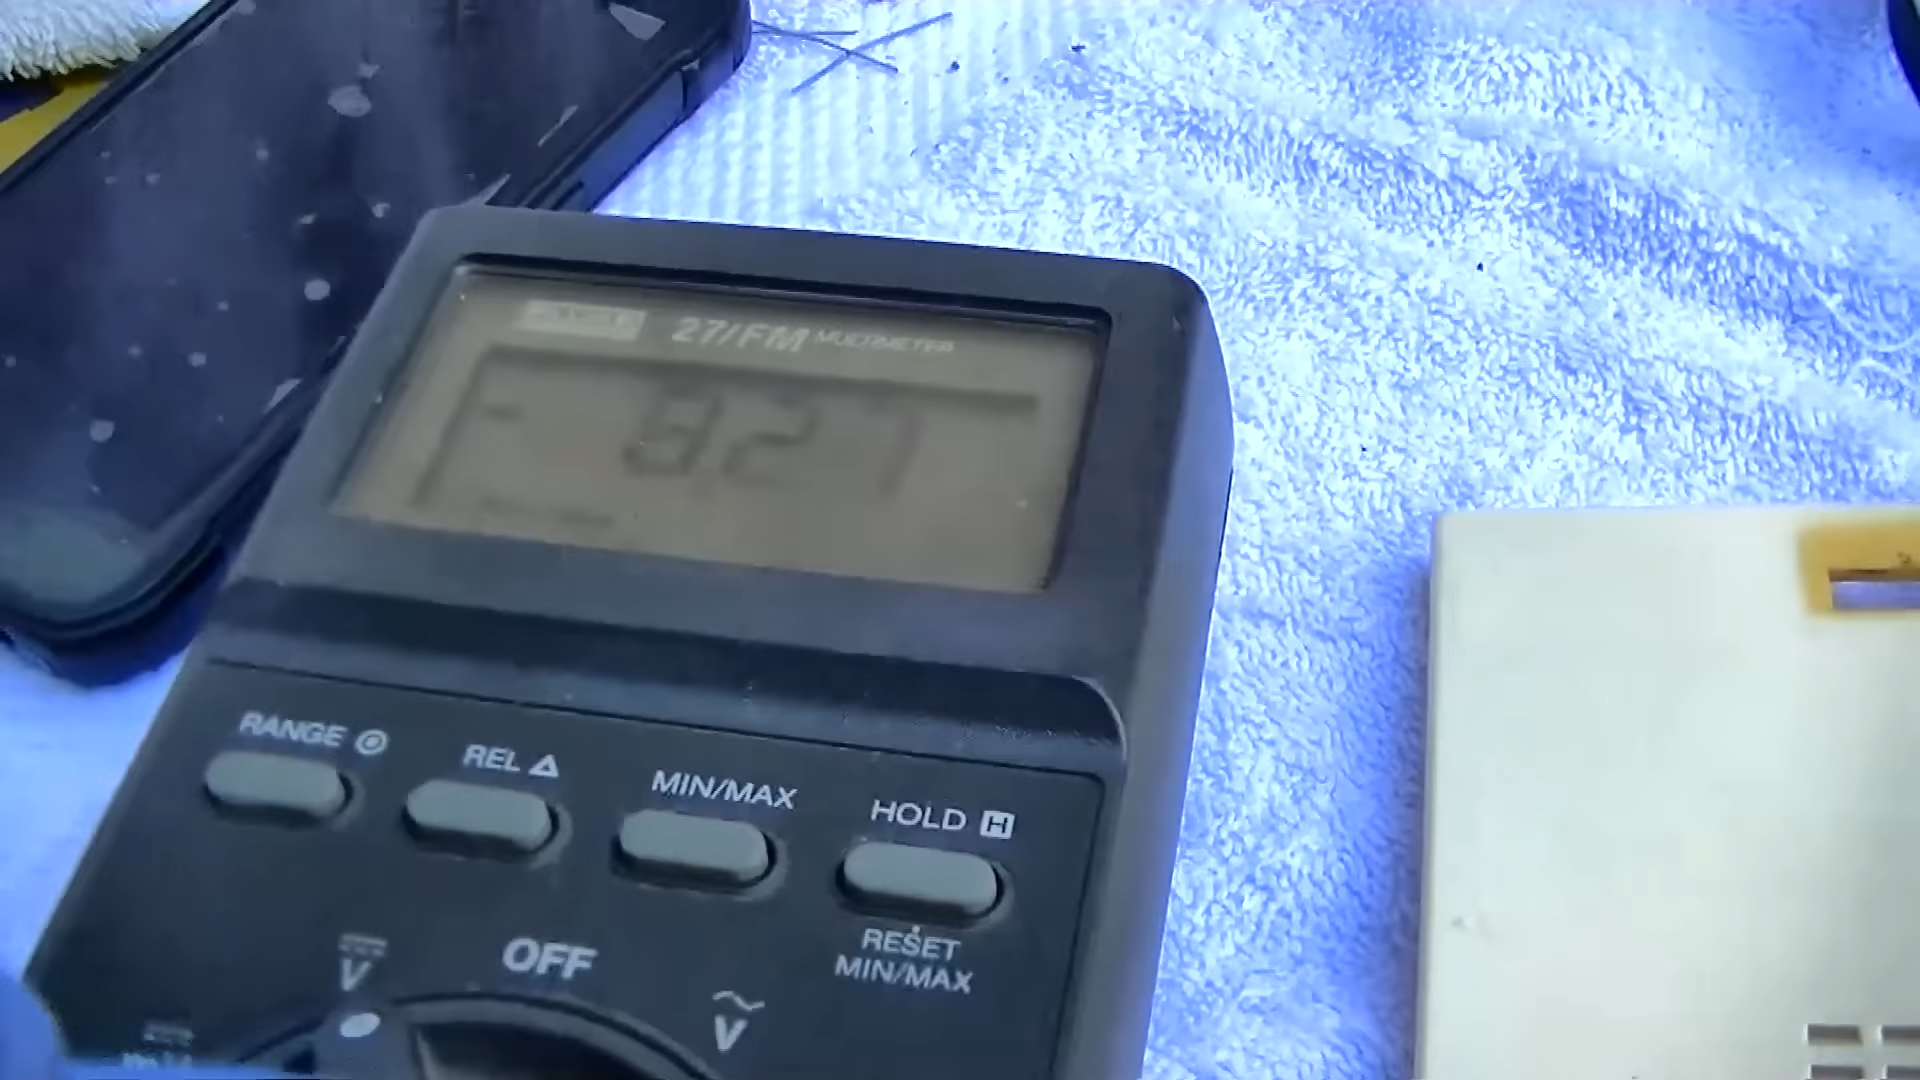 27/FM MULTIMETER
- 8.27
RANGE
REL △
MIN/MAX
HOLD H
RESET
MIN/MAX
V
OFF
V